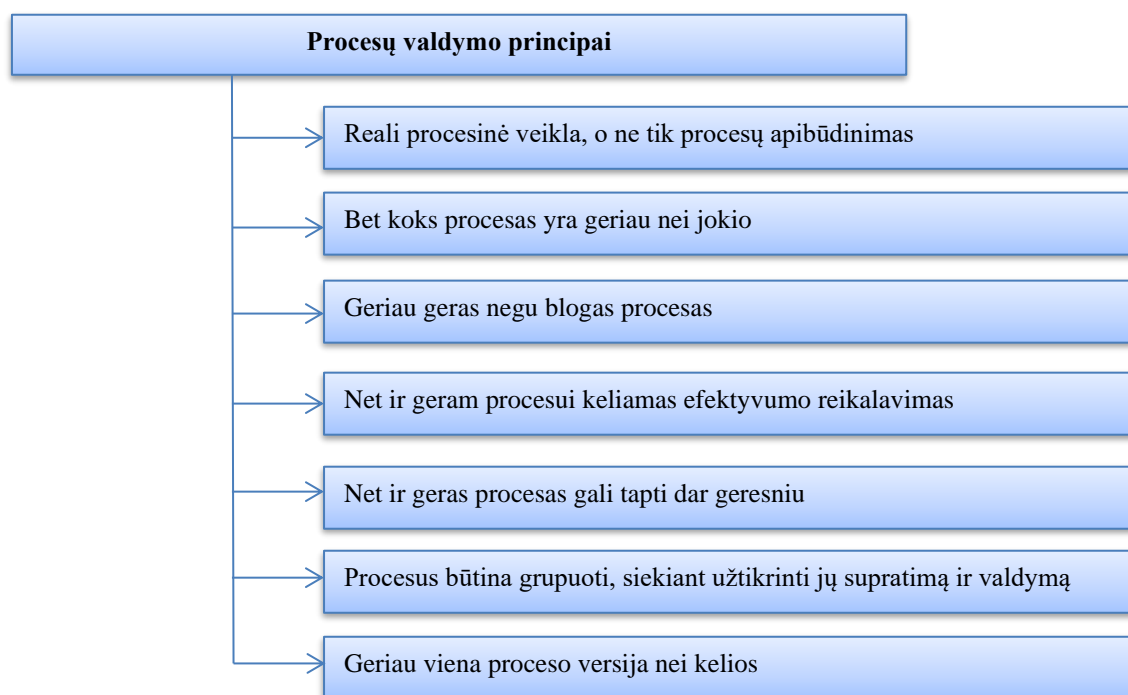 Procesų valdymo principai
Reali procesinė veikla, o ne tik procesų apibūdinimas
Bet koks procesas yra geriau nei jokio
Geriau geras negu blogas procesas
Net ir geram procesui keliamas efektyvumo reikalavimas
Net ir geras procesas gali tapti dar geresniu
Procesus būtina grupuoti, siekiant užtikrinti jų supratimą ir valdymą
Geriau viena proceso versija nei kelios